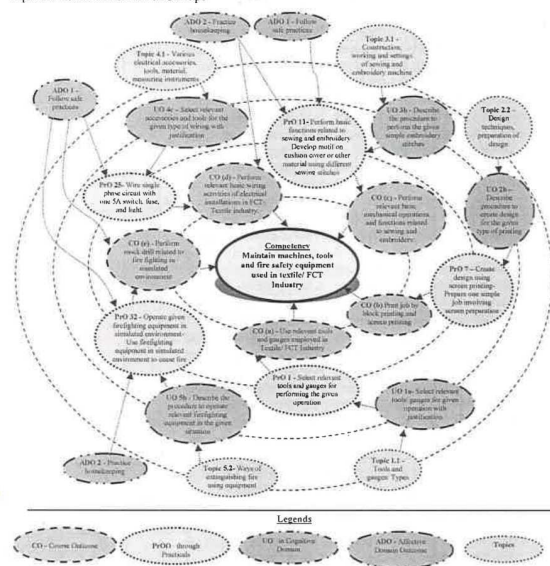 ADO 2 - Practice
housekeeping
ADO 1 - Follow
safe practices
Topic 4.1 - Various
electrical accessories,
tools, material,
measuring instruments
Topic 3.1 -
Construction,
working and settings
of sewing and
embroidery machine
ADO 1 -
Follow safe
practices
UO 4c - Select relevant
accessories and tools for the
given type of wiring with
justification
PrO 11- Perform basic
functions related to
sewing and embroidery.
Develop motif on
cushion cover or other
material using different
sewing stitches
UO 3b - Describe
the procedure to
perform the given
simple embroidery
stitches
Topic 2.2 -
Design
techniques,
preparation of
design
PrO 25- Wire single
phase circuit with
one 5A switch, fuse,
and light.
CO (d) - Perform
relevant basic wiring
activities of electrical
installations in FCT/
Textile industry.
CO (c) - Perform
relevant basic
mechanical operations
and functions related
to sewing and
embroidery.
UO 2b -
Describe
procedure to
create design for
the given type of
printing
CO (e) - Perform
mock drill related to
fire fighting in
simulated
environment
Competency
Maintain machines, tools
and fire safety equipment
used in textile/ FCT
Industry
PrO 7 - Create
design using
screen printing-
Prepare one simple
job involving
screen preparation
CO (b) Print job by
block printing and
screen printing
PrO 32 - Operate given
firefighting equipment in
simulated environment-
Use firefighting
equipment in simulated
environment to cease fire
CO (a) - Use relevant tools
and gauges employed in
Textile/ FCT Industry
PrO 1 - Select relevant
tools and gauges for
performing the given
operation
UO 5b - Describe the
procedure to operate
relevant firefighting
equipment in the given
situation
UO 1a- Select relevant
tools/ gauges for given
operation with
justification
ADO 2 - Practice
housekeeping
Topic 5.2- Ways of
extinguishing fire
using equipment
Topic 1.1 -
Tools and
gauges: Types
Legends
CO - Course Outcome
PrOO - through
Practicals
UO - in Cognitive
Domain
ADO - Affective
Domain Outcome
Topics